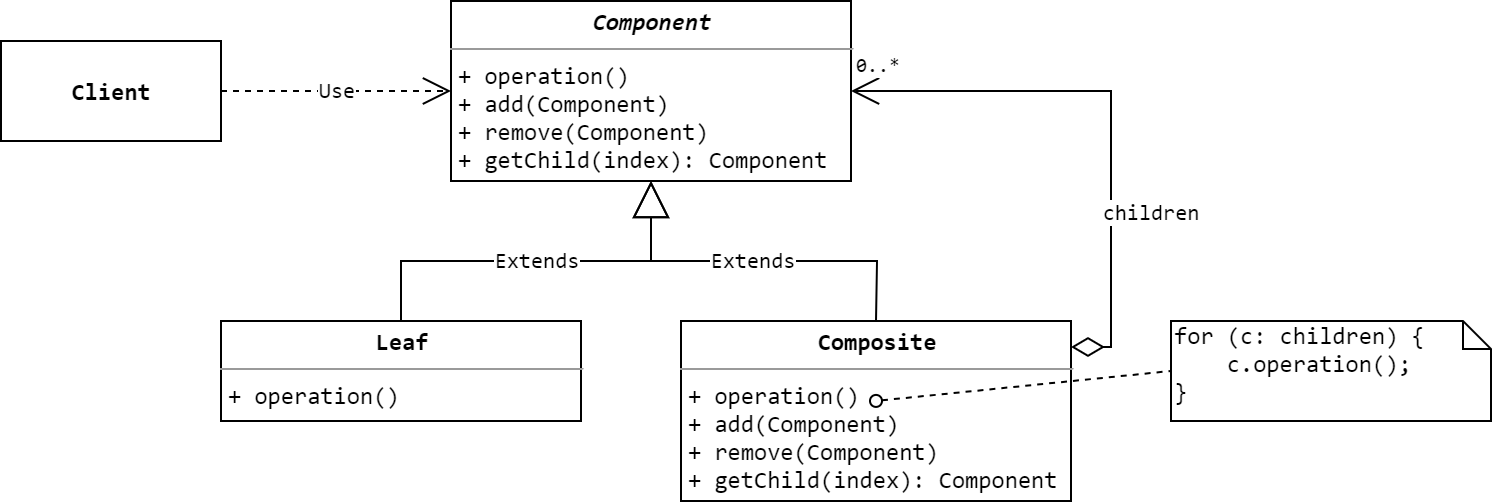 Component
+ operation()
+ add(Component)
+ remove(Component)
+ getChild(index): Component
Client
Use
0..*
children
Extends
Extends
Leaf
+ operation()
Composite
+ operation()
+ add(Component)
+ remove(Component)
+ getChild(index): Component
for (c: children) {
    c.operation();
}